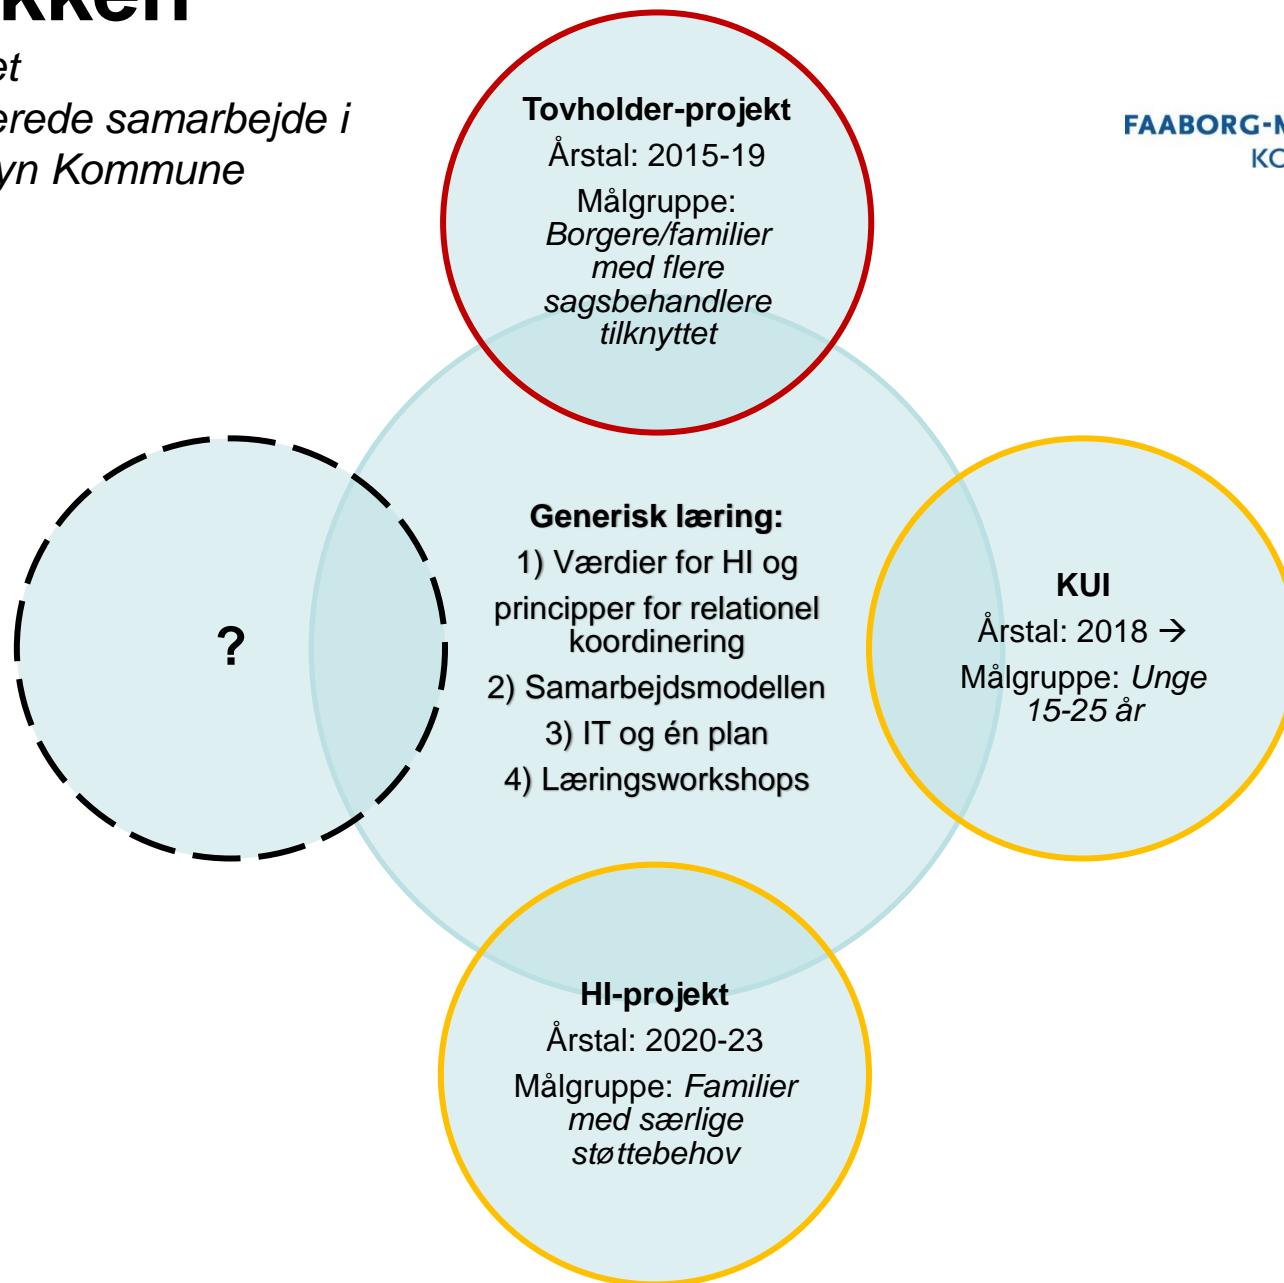 kken
et
erede samarbejde i
yn Kommune
FAABORG-M
KO
Tovholder-projekt
Årstal: 2015-19
Målgruppe:
Borgere/familier
med flere
sagsbehandlere
tilknyttet
Generisk læring:
1) Værdier for HI og
principper for relationel
koordinering
2) Samarbejdsmodellen
3) IT og én plan
4) Læringsworkshops
?
KUI
Årstal: 2018 →
Målgruppe: Unge
15-25 år
HI-projekt
Årstal: 2020-23
Målgruppe: Familier
med særlige
støttebehov